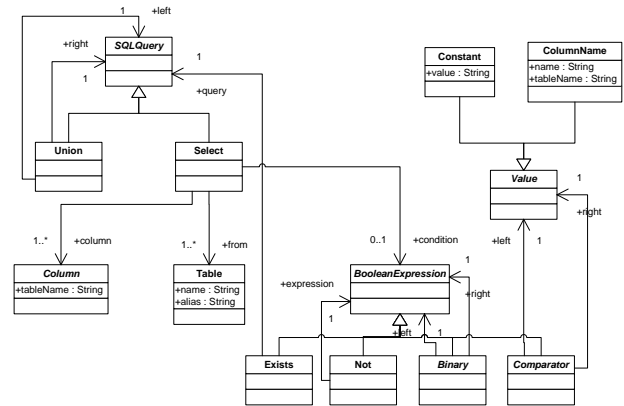 1
+left
SQLQuery
+right
1
1
+query
Constant
+value : String
ColumnName
+name : String
+tableName : String
Union
Select
Value
1
+right
+left
1
1..*
+column
1..*
+from
0..1
+condition
Column
+tableName : String
Table
+name : String
+alias : String
BooleanExpression
1
+expression
1
+right
+left
1
Exists
Not
Binary
Comparator